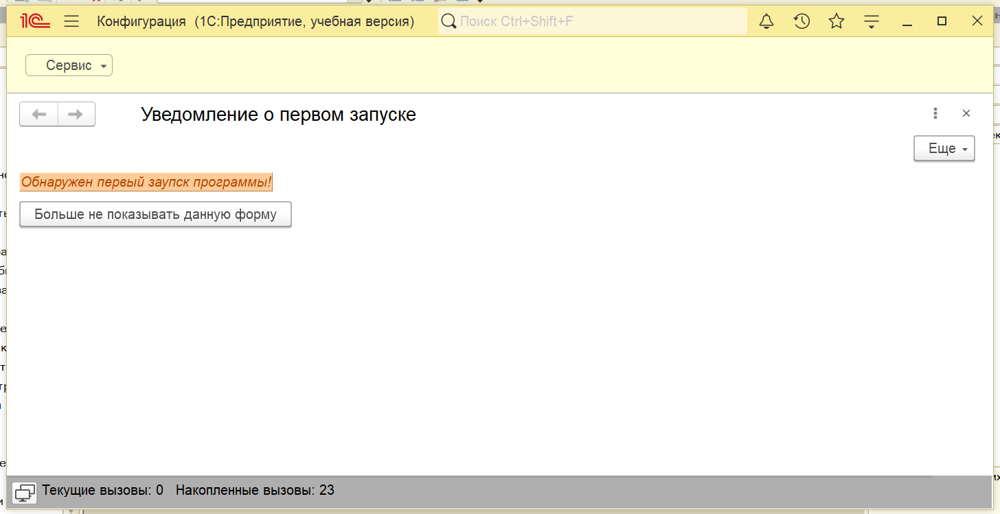 1С Конфигурация (1С:Предприятие, учебная версия) Поиск Ctrl+Shift+F
Сервис
Уведомление о первом запуске
Еще
Обнаружен первый заупск программы!
Больше не показывать данную форму
Текущие вызовы: 0 Накопленные вызовы: 23